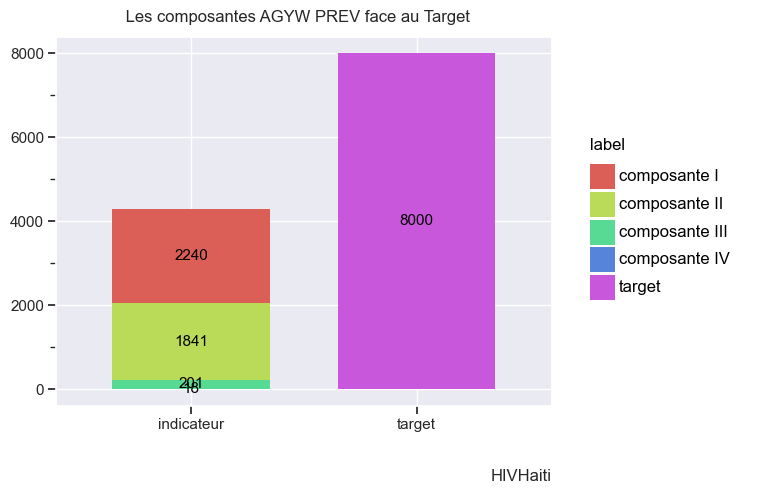 Les composantes AGYW PREV face au Target
8000
6000
4000
2000
0
2240
1841
201
18
8000
indicateur
target
label
composante I
composante II
composante III
composante IV
target
HIVHaiti